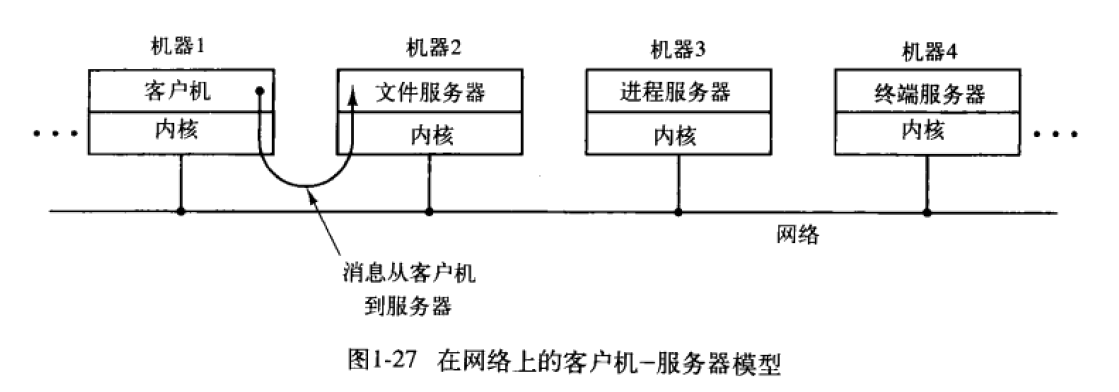 机器1 机器2 机器3 机器4
客户机 文件服务器 进程服务器 终端服务器
... 内核 内核 内核 内核 ...
网络
消息从客户机
到服务器
图1-27 在网络上的客户机-服务器模型